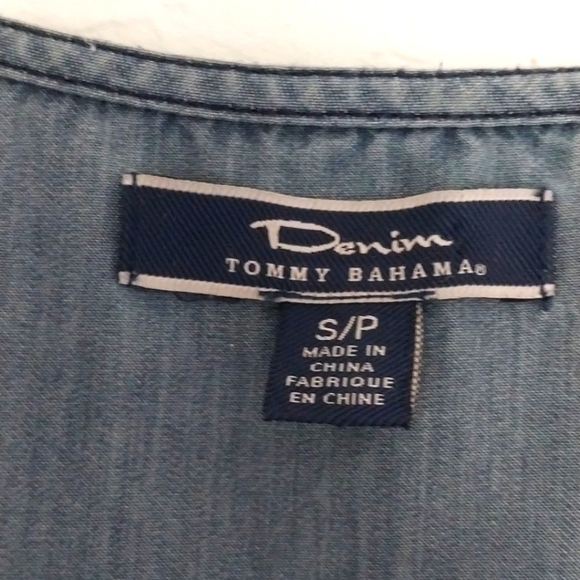 Denim
TOMMY BAHAMA®
S/P
MADE IN
CHINA
FABRIQUE
EN CHINE